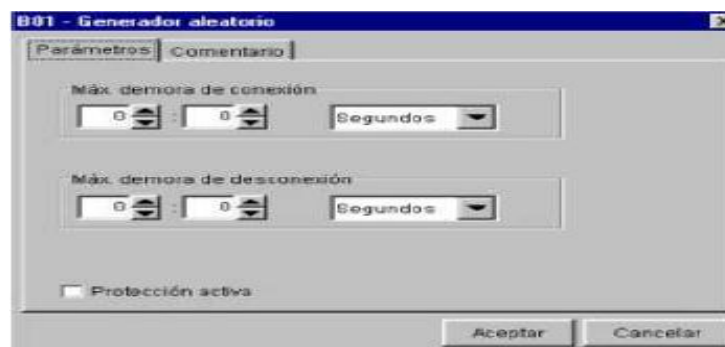 B01 - Generador aleatorio
Parámetros Comentario
Máx. demora de conexión
0 : 0 Segundos
Máx. demora de desconexión
0 : 0 Segundos
Protección activa
Aceptar Cancelar